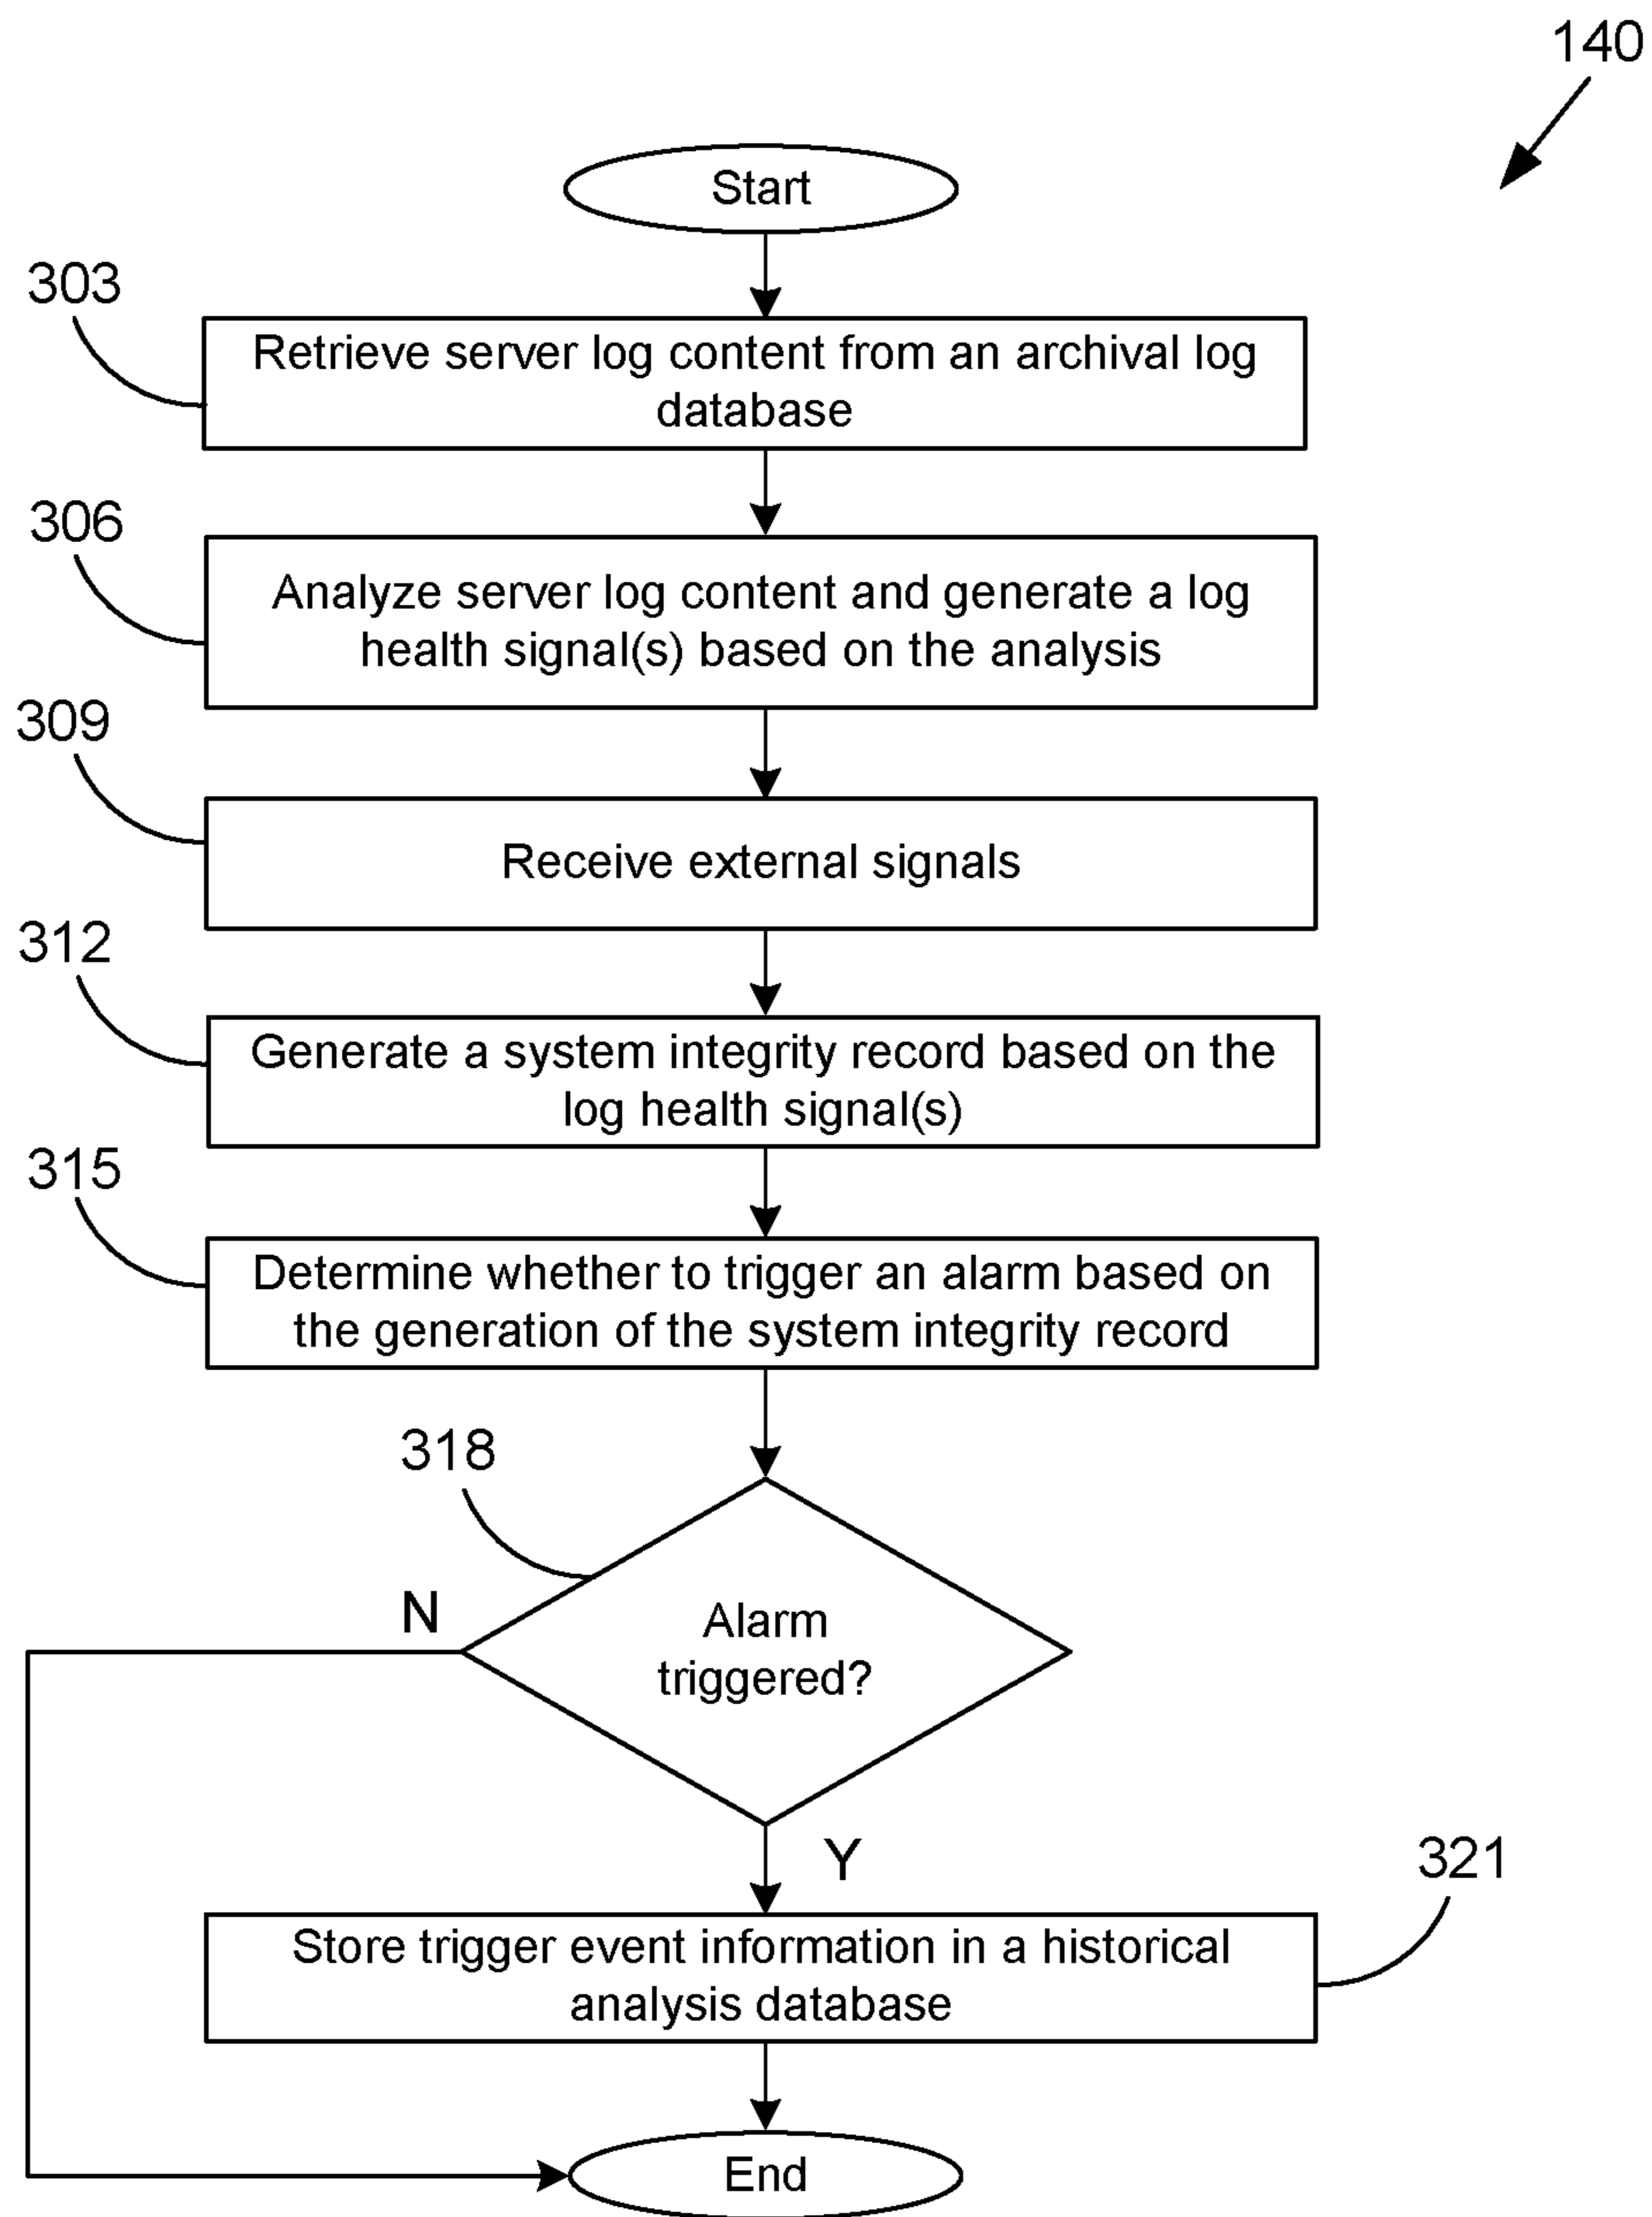 140
Start
303
Retrieve server log content from an archival log
database
306
Analyze server log content and generate a log
health signal(s) based on the analysis
309
Receive external signals
312
Generate a system integrity record based on the
log health signal(s)
315
Determine whether to trigger an alarm based on
the generation of the system integrity record
318
N
Alarm
triggered?
Y
321
Store trigger event information in a historical
analysis database
End